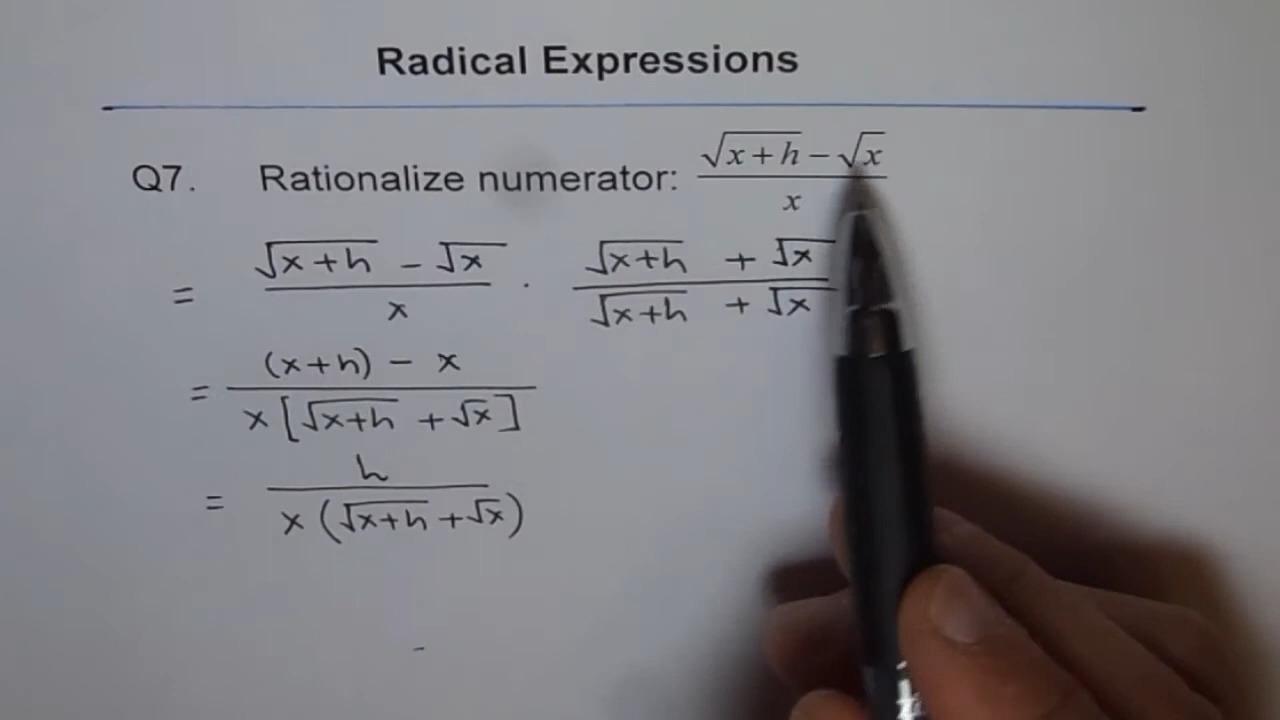 Radical Expressions
Q7. Rationalize numerator: (√(x+h) − √x) / x
= (√(x+h) − √x) / x · (√(x+h) + √x) / (√(x+h) + √x)
= ((x+h) − x) / (x[√(x+h) + √x])
= h / (x(√(x+h) + √x))